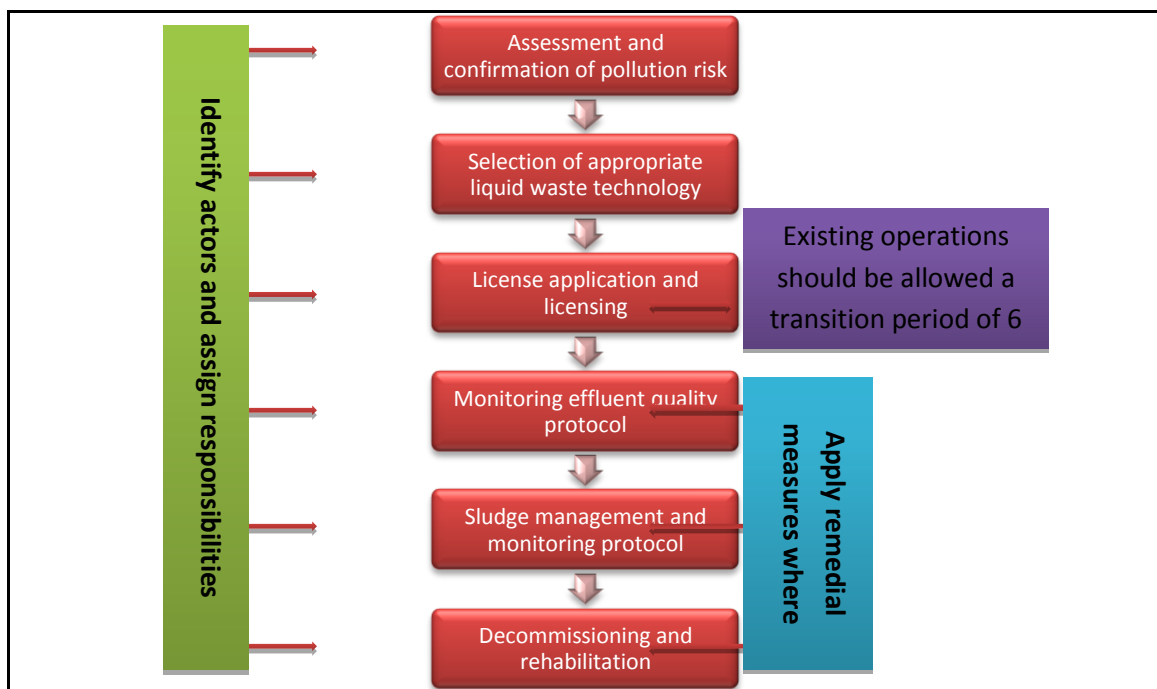 Identify actors and assign responsibilities
Assessment and
confirmation of pollution risk
Selection of appropriate
liquid waste technology
License application and
licensing
Existing operations
should be allowed a
transition period of 6
Monitoring effluent quality
protocol
Sludge management and
monitoring protocol
Decommissioning and
rehabilitation
Apply remedial
measures where